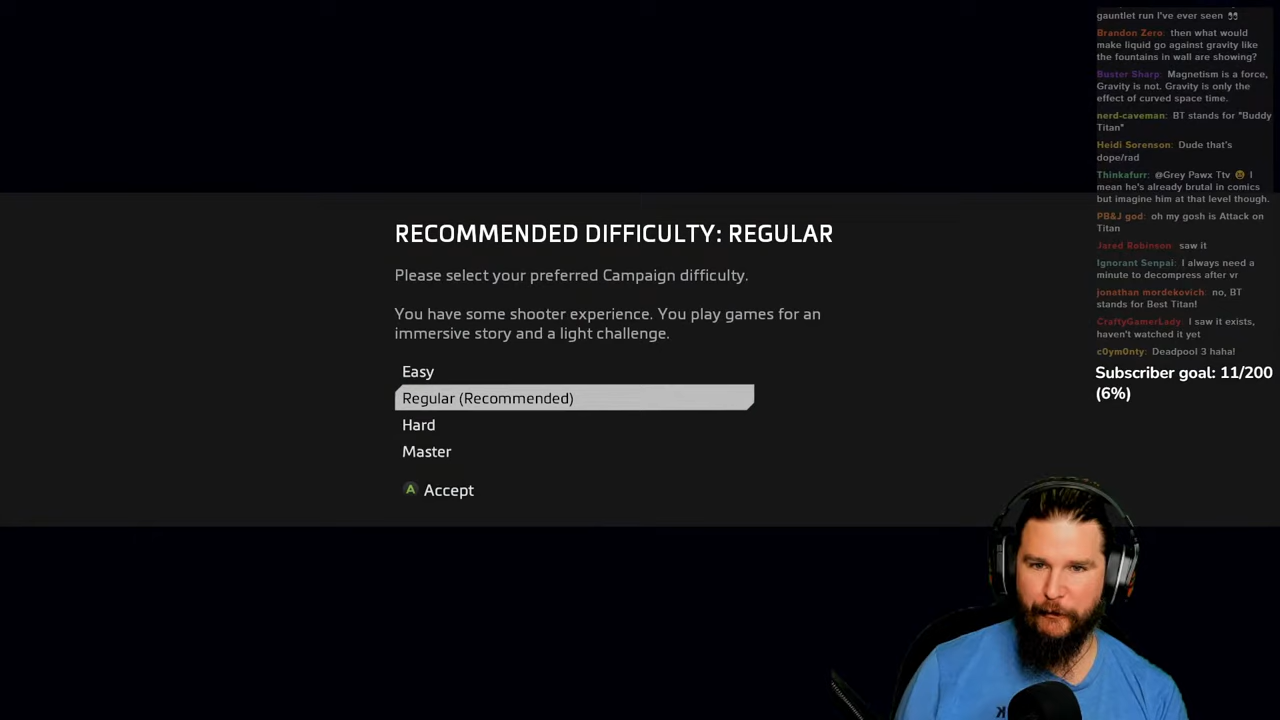 RECOMMENDED DIFFICULTY: REGULAR
Please select your preferred Campaign difficulty.
You have some shooter experience. You play games for an
immersive story and a light challenge.
Easy
Regular (Recommended)
Hard
Master
A Accept
gauntlet run I've ever seen 👀
Brandon Zero: then what would
make liquid go against gravity like
the fountains in wall are showing?
Buster Sharp: Magnetism is a force,
Gravity is not. Gravity is only the
effect of curved space time.
nerd-caveman: BT stands for "Buddy
Titan"
Heidi Sorenson: Dude that's
dope/rad
Thinkafurr: @Grey Pawx Ttv 😃 I
mean he's already brutal in comics
but imagine him at that level though.
PB&J god: oh my gosh is Attack on
Titan
Jared Robinson: saw it
Ignorant Senpai: I always need a
minute to decompress after vr
jonathan mordekovich: no, BT
stands for Best Titan!
CraftyGamerLady: I saw it exists,
haven't watched it yet
c0ym0nty: Deadpool 3 haha!
Subscriber goal: 11/200
(6%)